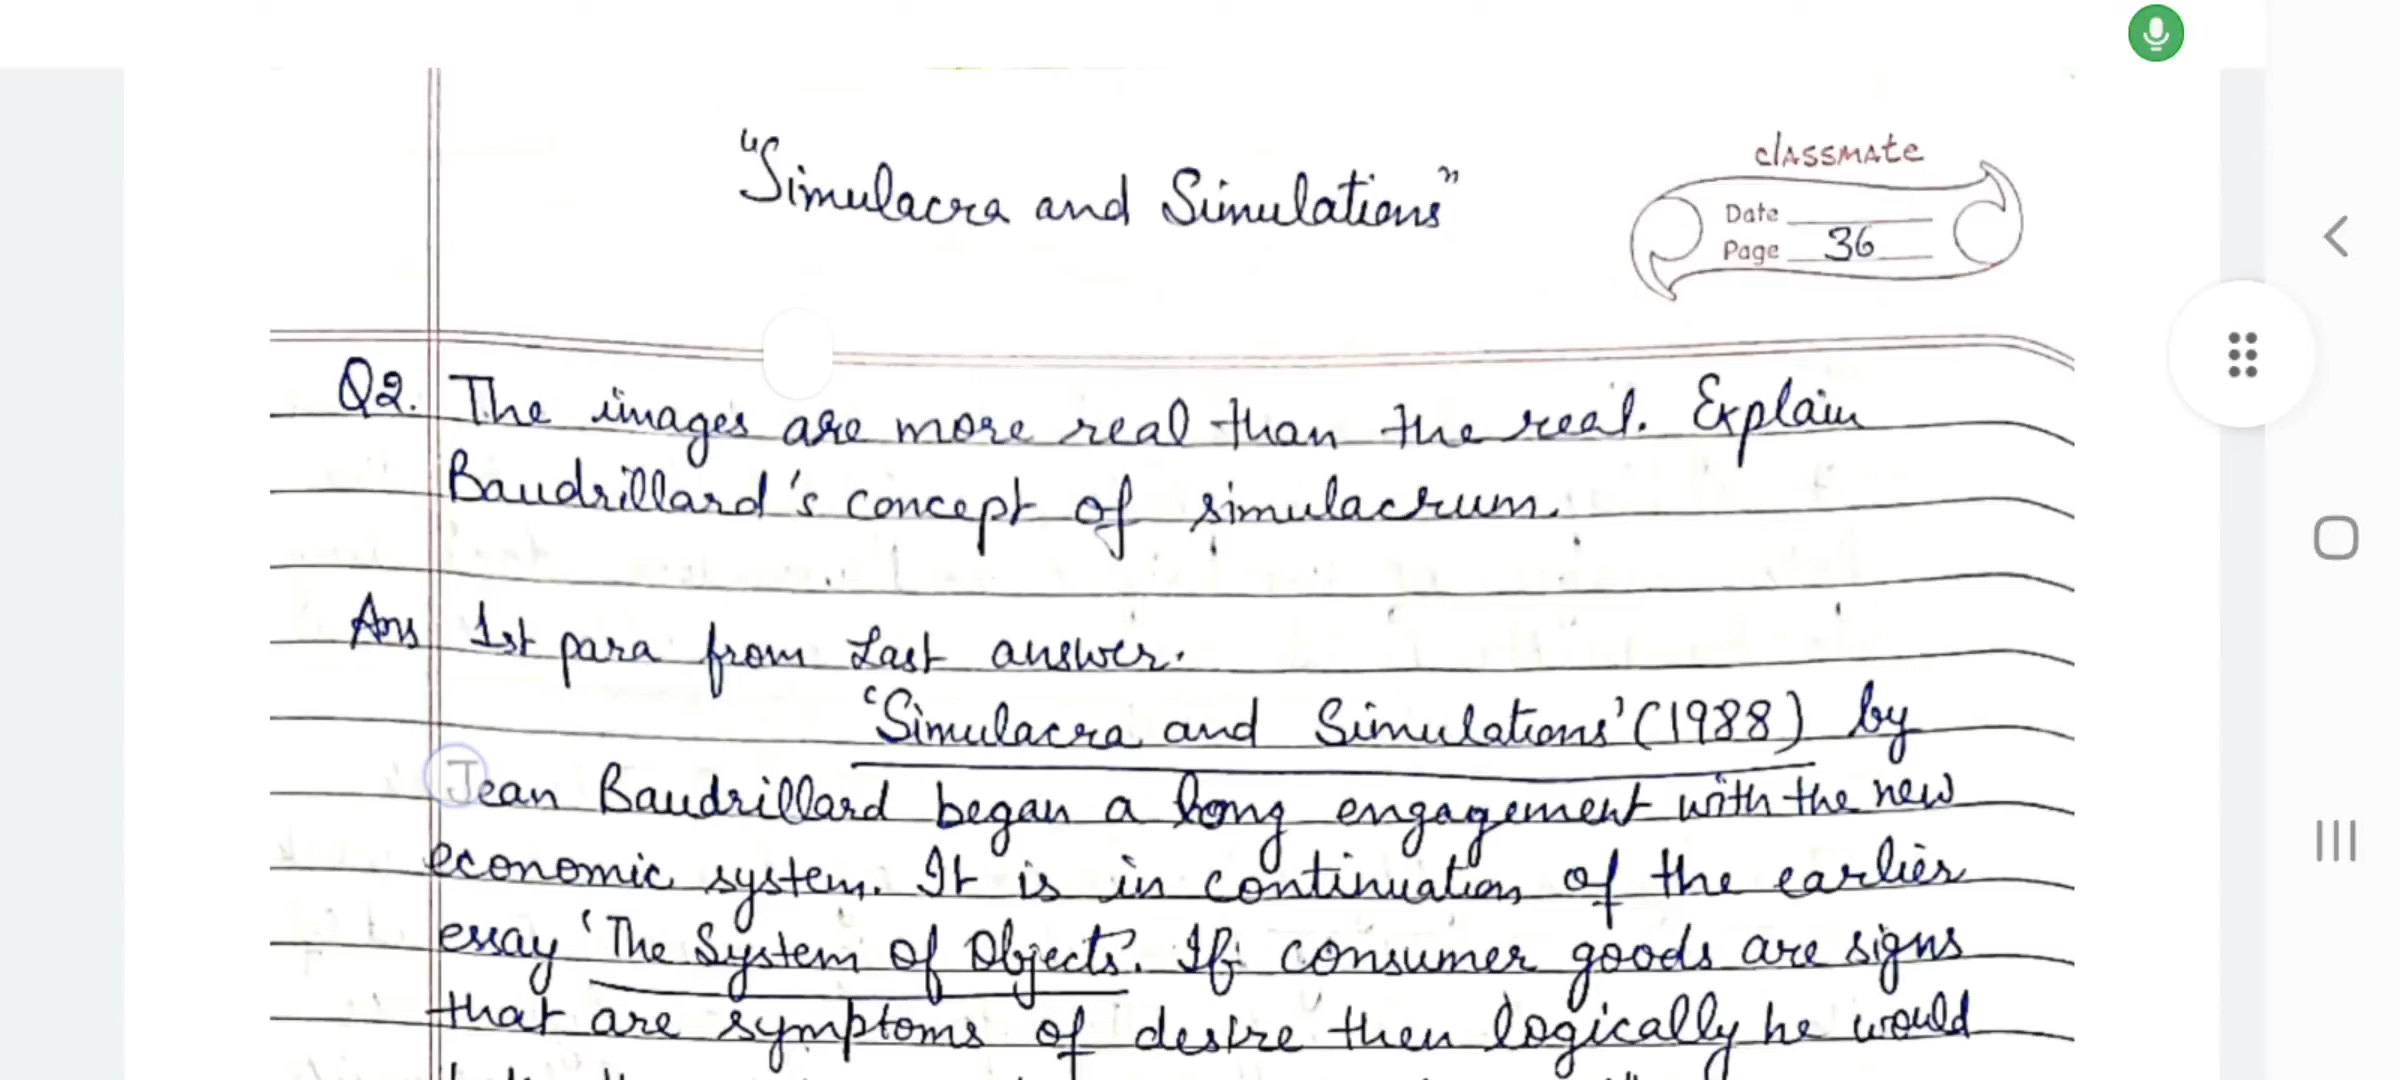 "Simulacra and Simulations"
classmate
Date
Page 36
Q2. The images are more real than the real. Explain
Baudrillard's concept of simulacrum.
Ans 1st para from Last answer.
'Simulacra and Simulations' (1988) by
Jean Baudrillard began a long engagement with the new
economic system. It is in continuation of the earlier
essay 'The System of Objects'. If consumer goods are signs
that are symptoms of desire then logically he would